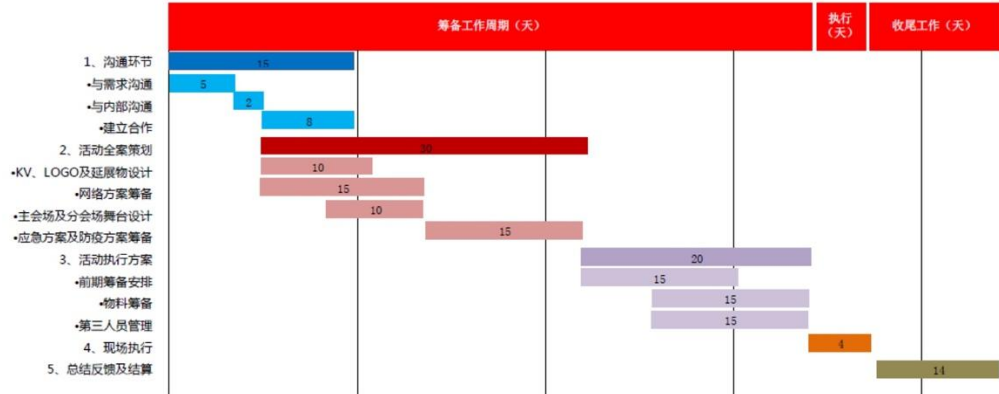 筹备工作周期（天）
执行
（天）
收尾工作（天）
1、沟通环节
15
•与需求沟通
5
•与内部沟通
2
•建立合作
8
2、活动全案策划
30
•KV、LOGO及延展物设计
10
•网络方案筹备
15
•主会场及分会场舞台设计
10
•应急方案及防疫方案筹备
15
3、活动执行方案
20
•前期筹备安排
15
•物料筹备
15
•第三人员管理
15
4、现场执行
4
5、总结反馈及结算
14